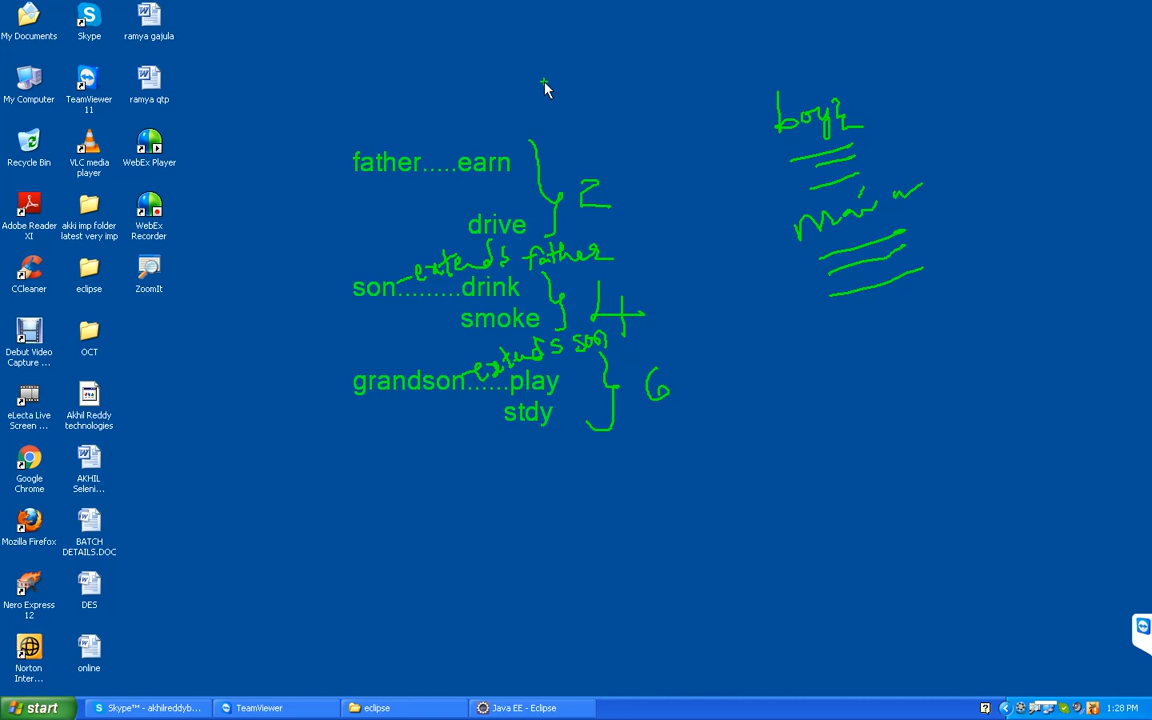 My Documents
Skype
ramya gajula
My Computer
TeamViewer
11
ramya qtp
Recycle Bin
VLC media
player
WebEx Player
Adobe Reader
XI
akki imp folder
latest very imp
WebEx
Recorder
CCleaner
eclipse
ZoomIt
Debut Video
Capture ...
OCT
eLecta Live
Screen ...
Akhil Reddy
technologies
Google
Chrome
AKHIL
Seleni...
Mozilla Firefox
BATCH
DETAILS.DOC
Nero Express
12
DES
Norton
Inter...
online
father.....earn
drive
2
extends father
son.........drink
smoke
4
extends son
grandson......play
stdy
6
main
start
Skype™ - akhilreddyb...
TeamViewer
eclipse
Java EE - Eclipse
1:28 PM